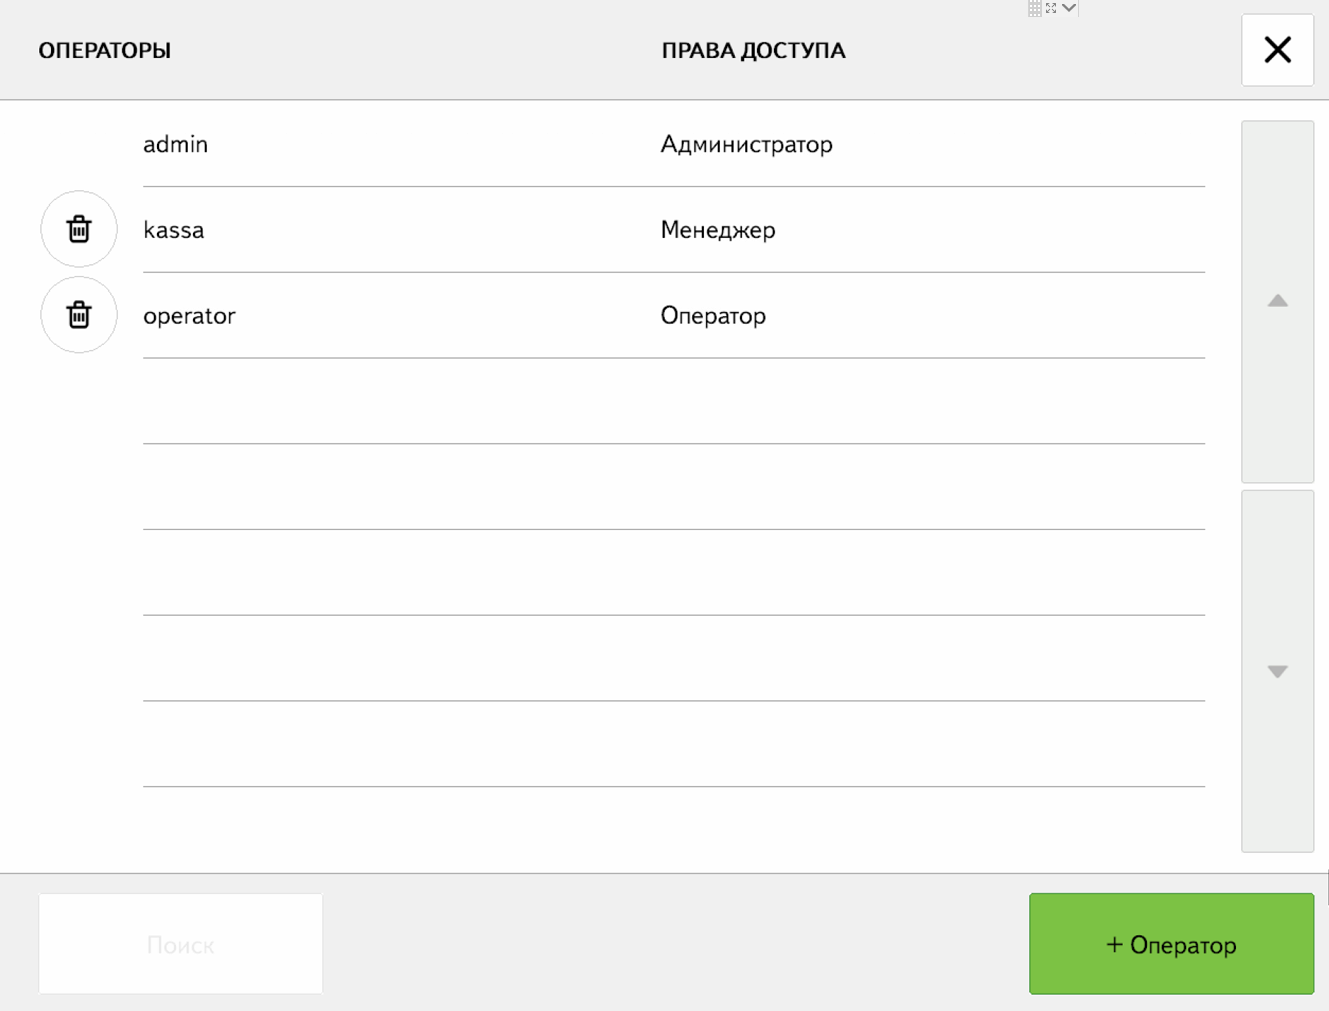 ОПЕРАТОРЫ ПРАВА ДОСТУПА
admin Администратор
kassa Менеджер
operator Оператор
Поиск + Оператор